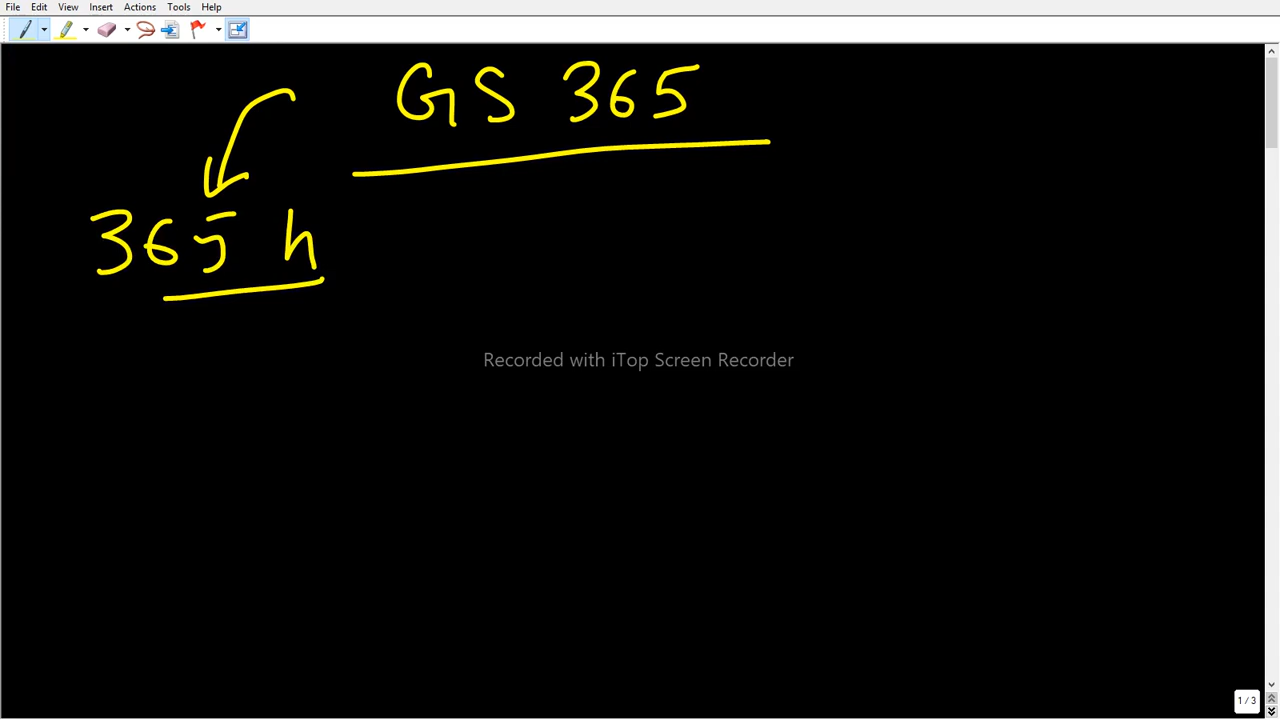 File Edit View Insert Actions Tools Help
GS 365
365 h
Recorded with iTop Screen Recorder
1 / 3